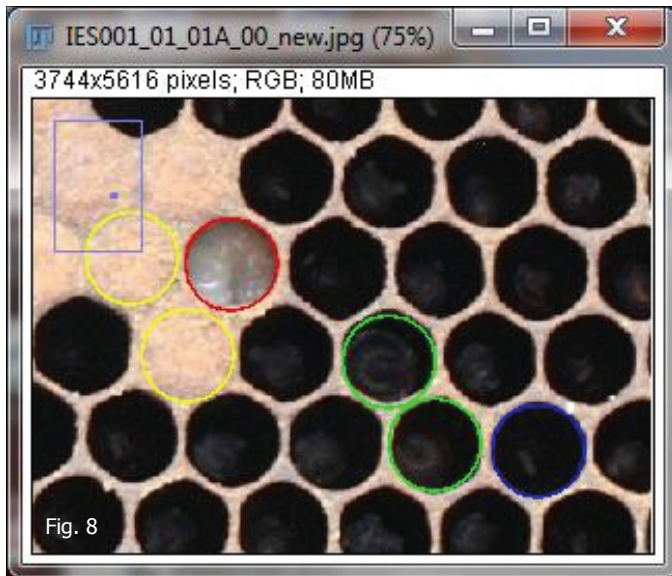 IES001_01_01A_00_new.jpg (75%)
3744x5616 pixels; RGB; 80MB
Fig. 8